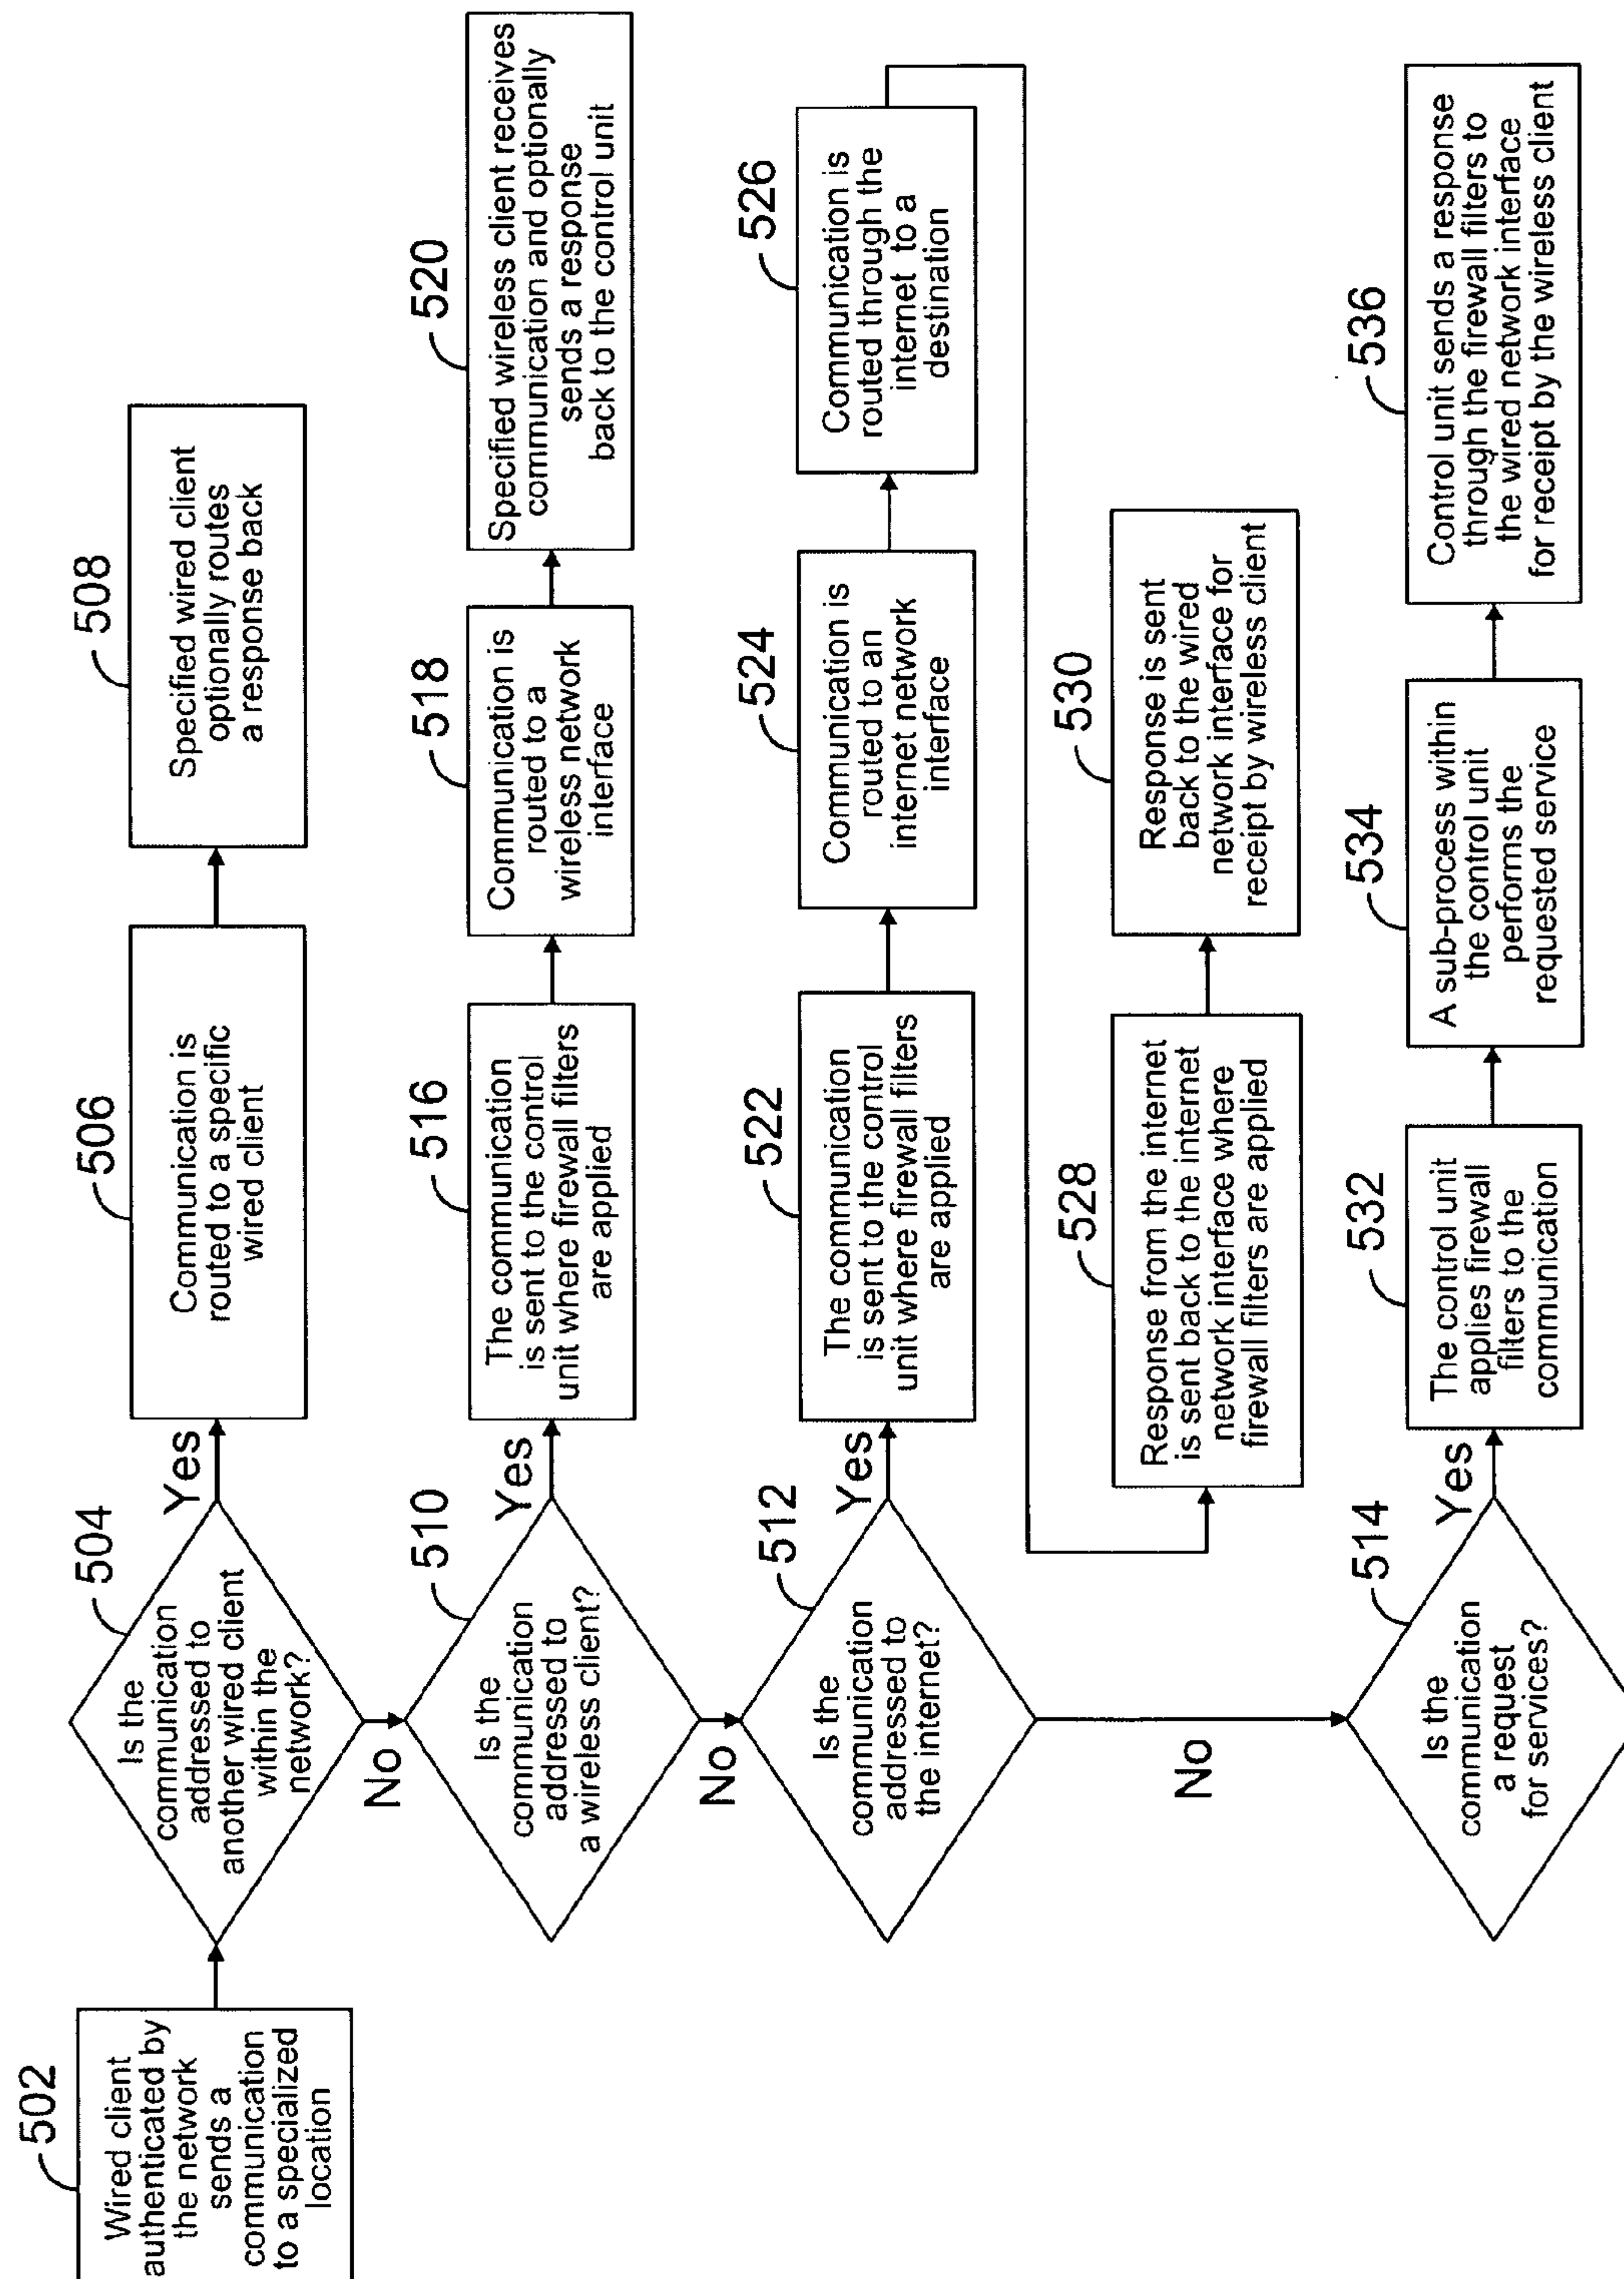 502
Wired client
authenticated by
the network
sends a
communication
to a specialized
location
504
Is the
communication
addressed to
another wired client
within the
network?
Yes
506
Communication is
routed to a specific
wired client
508
Specified wired client
optionally routes
a response back
No
510
Is the
communication
addressed to
a wireless client?
Yes
516
The communication
is sent to the control
unit where firewall filters
are applied
518
Communication is
routed to a
wireless network
interface
520
Specified wireless client receives
communication and optionally
sends a response
back to the control unit
No
512
Is the
communication
addressed to
the internet?
Yes
522
The communication
is sent to the control
unit where firewall filters
are applied
524
Communication is
routed to an
internet network
interface
526
Communication is
routed through the
internet to a
destination
528
Response from the internet
is sent back to the internet
network interface where
firewall filters are applied
530
Response is sent
back to the wired
network interface for
receipt by wireless client
No
514
Is the
communication
a request
for services?
Yes
532
The control unit
applies firewall
filters to the
communication
534
A sub-process within
the control unit
performs the
requested service
536
Control unit sends a response
through the firewall filters to
the wired network interface
for receipt by the wireless client